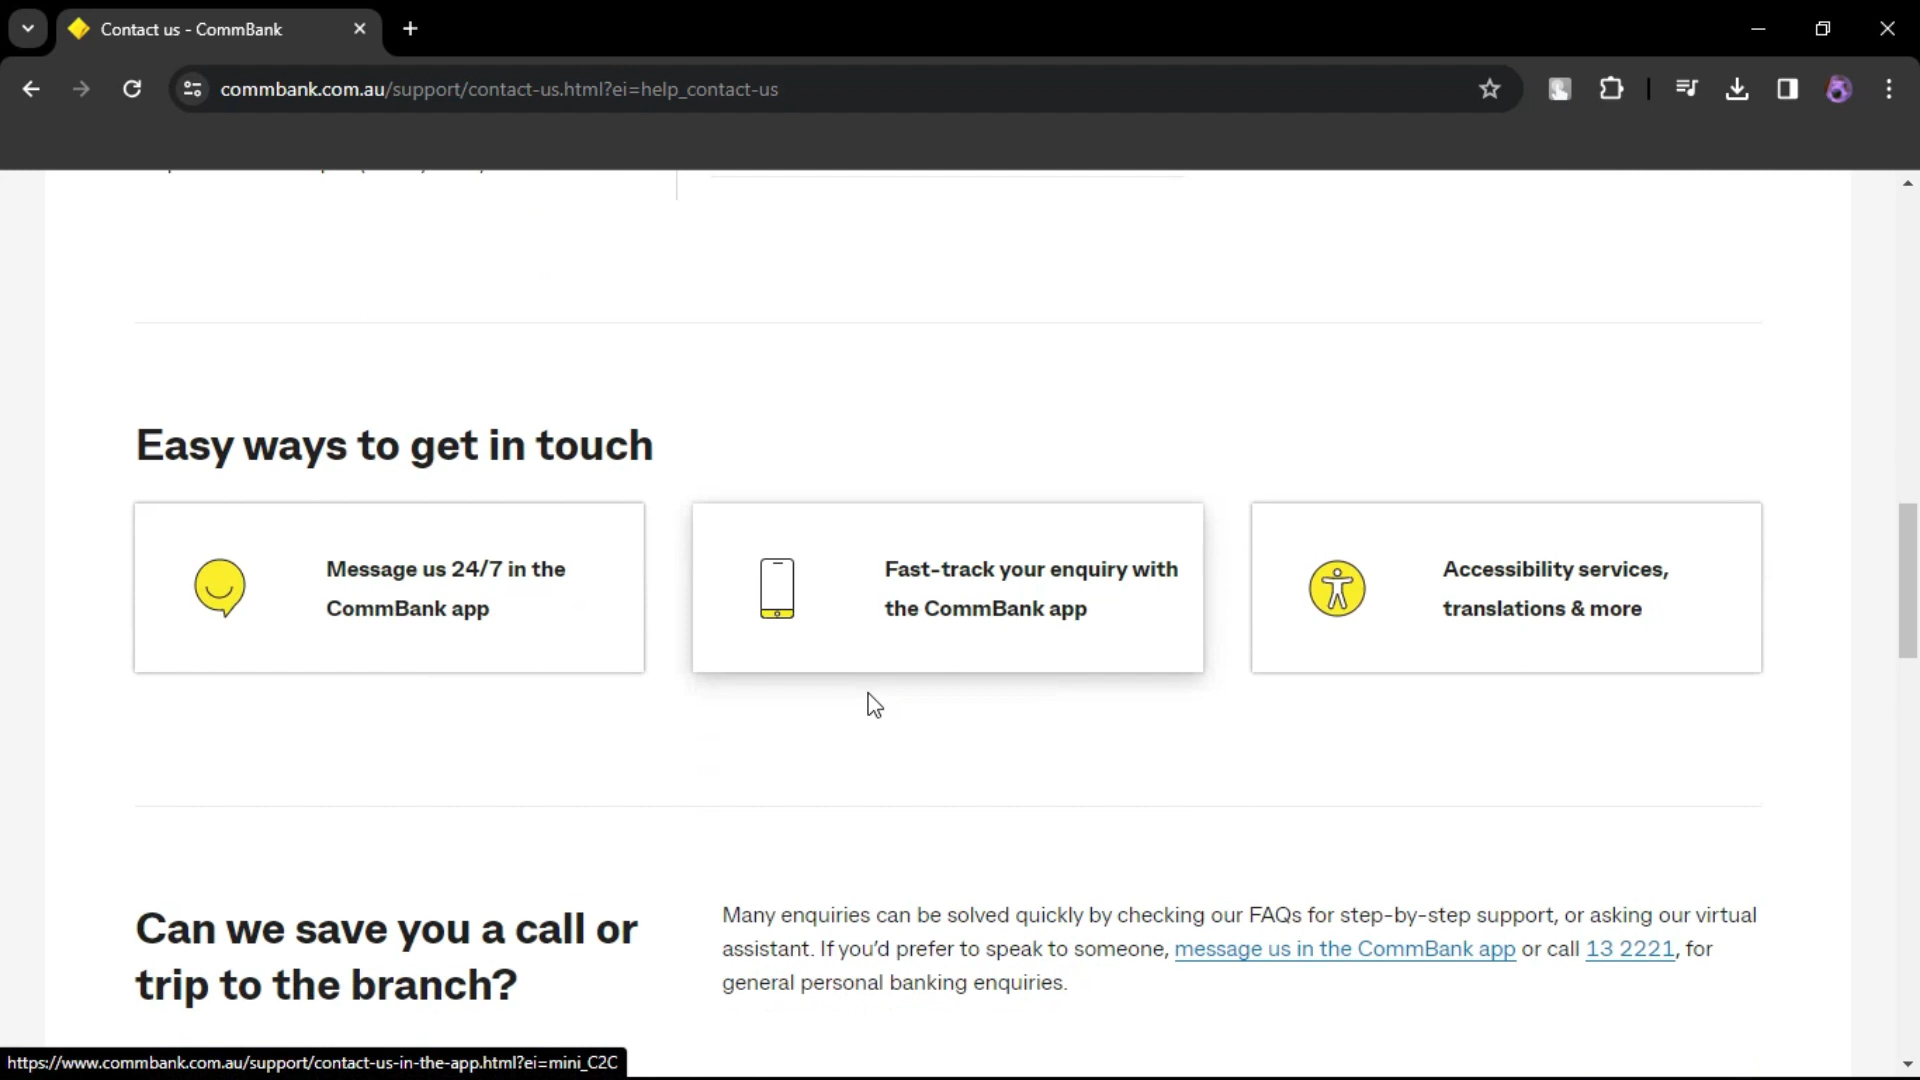 Contact us - CommBank
commbank.com.au/support/contact-us.html?ei=help_contact-us
Easy ways to get in touch
Message us 24/7 in the
CommBank app
Fast-track your enquiry with
the CommBank app
Accessibility services,
translations & more
Can we save you a call or
trip to the branch?
Many enquiries can be solved quickly by checking our FAQs for step-by-step support, or asking our virtual
assistant. If you’d prefer to speak to someone, message us in the CommBank app or call 13 2221, for
general personal banking enquiries.
https://www.commbank.com.au/support/contact-us-in-the-app.html?ei=mini_C2C